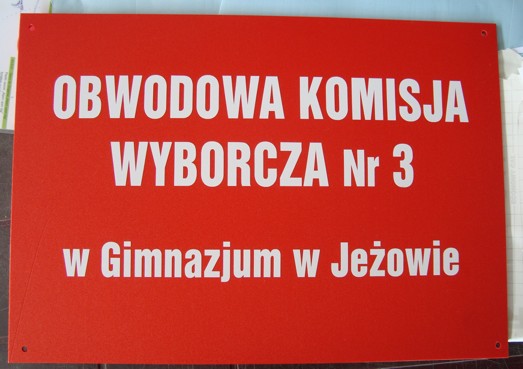 OBWODOWA KOMISJA
WYBORCZA Nr 3
w Gimnazjum w Jeżowie